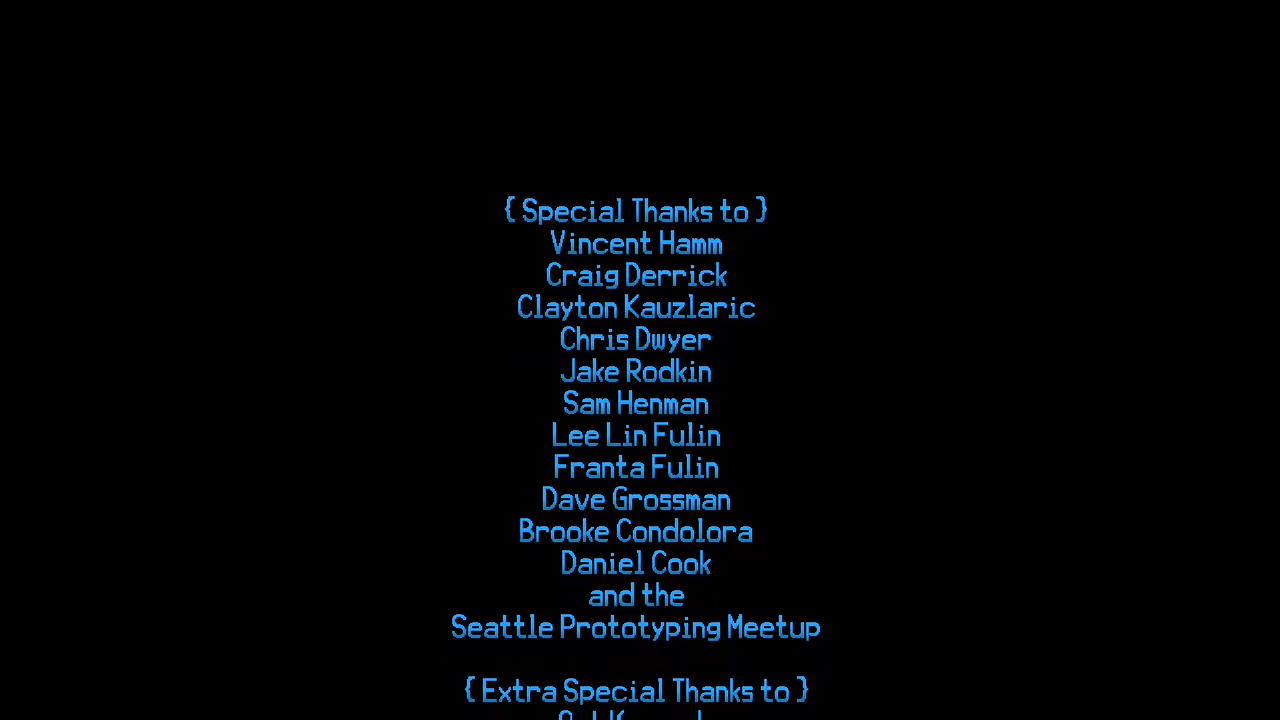 { Special Thanks to }
Vincent Hamm
Craig Derrick
Clayton Kauzlaric
Chris Dwyer
Jake Rodkin
Sam Henman
Lee Lin Fulin
Franta Fulin
Dave Grossman
Brooke Condolora
Daniel Cook
and the
Seattle Prototyping Meetup
{ Extra Special Thanks to }